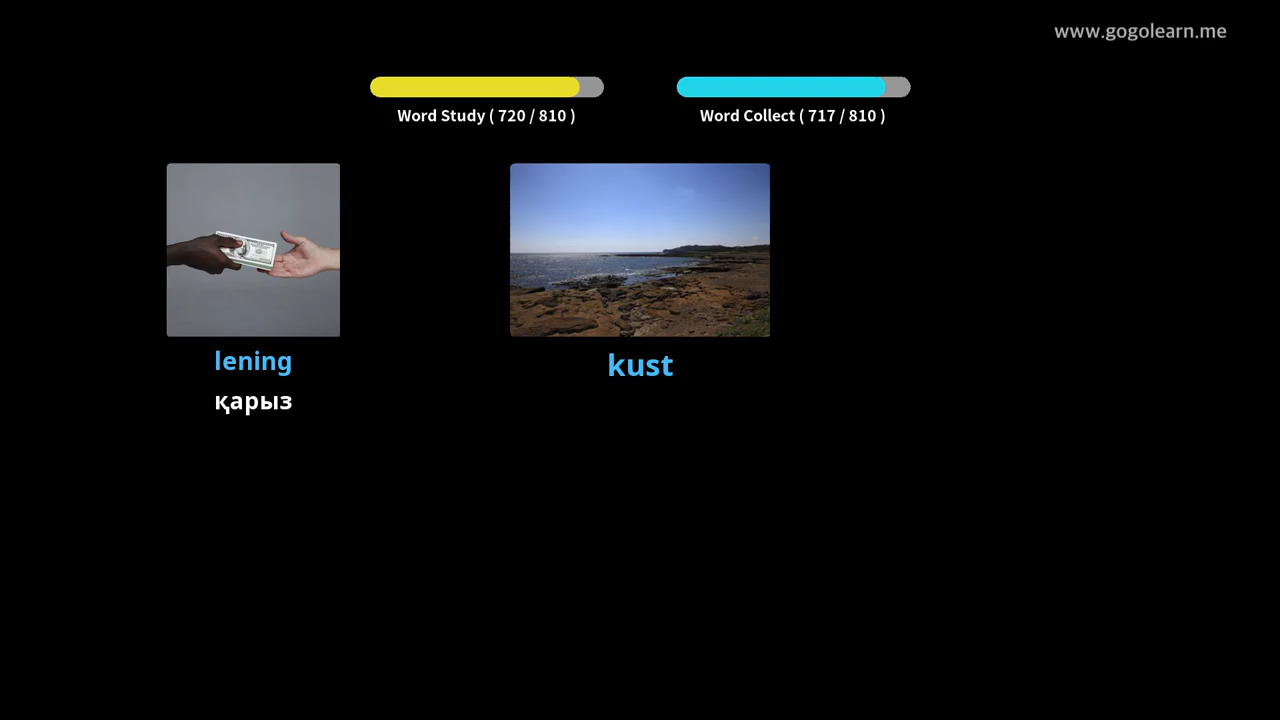 www.gogolearn.me
Word Study ( 720 / 810 )
Word Collect ( 717 / 810 )
lening
қарыз
kust